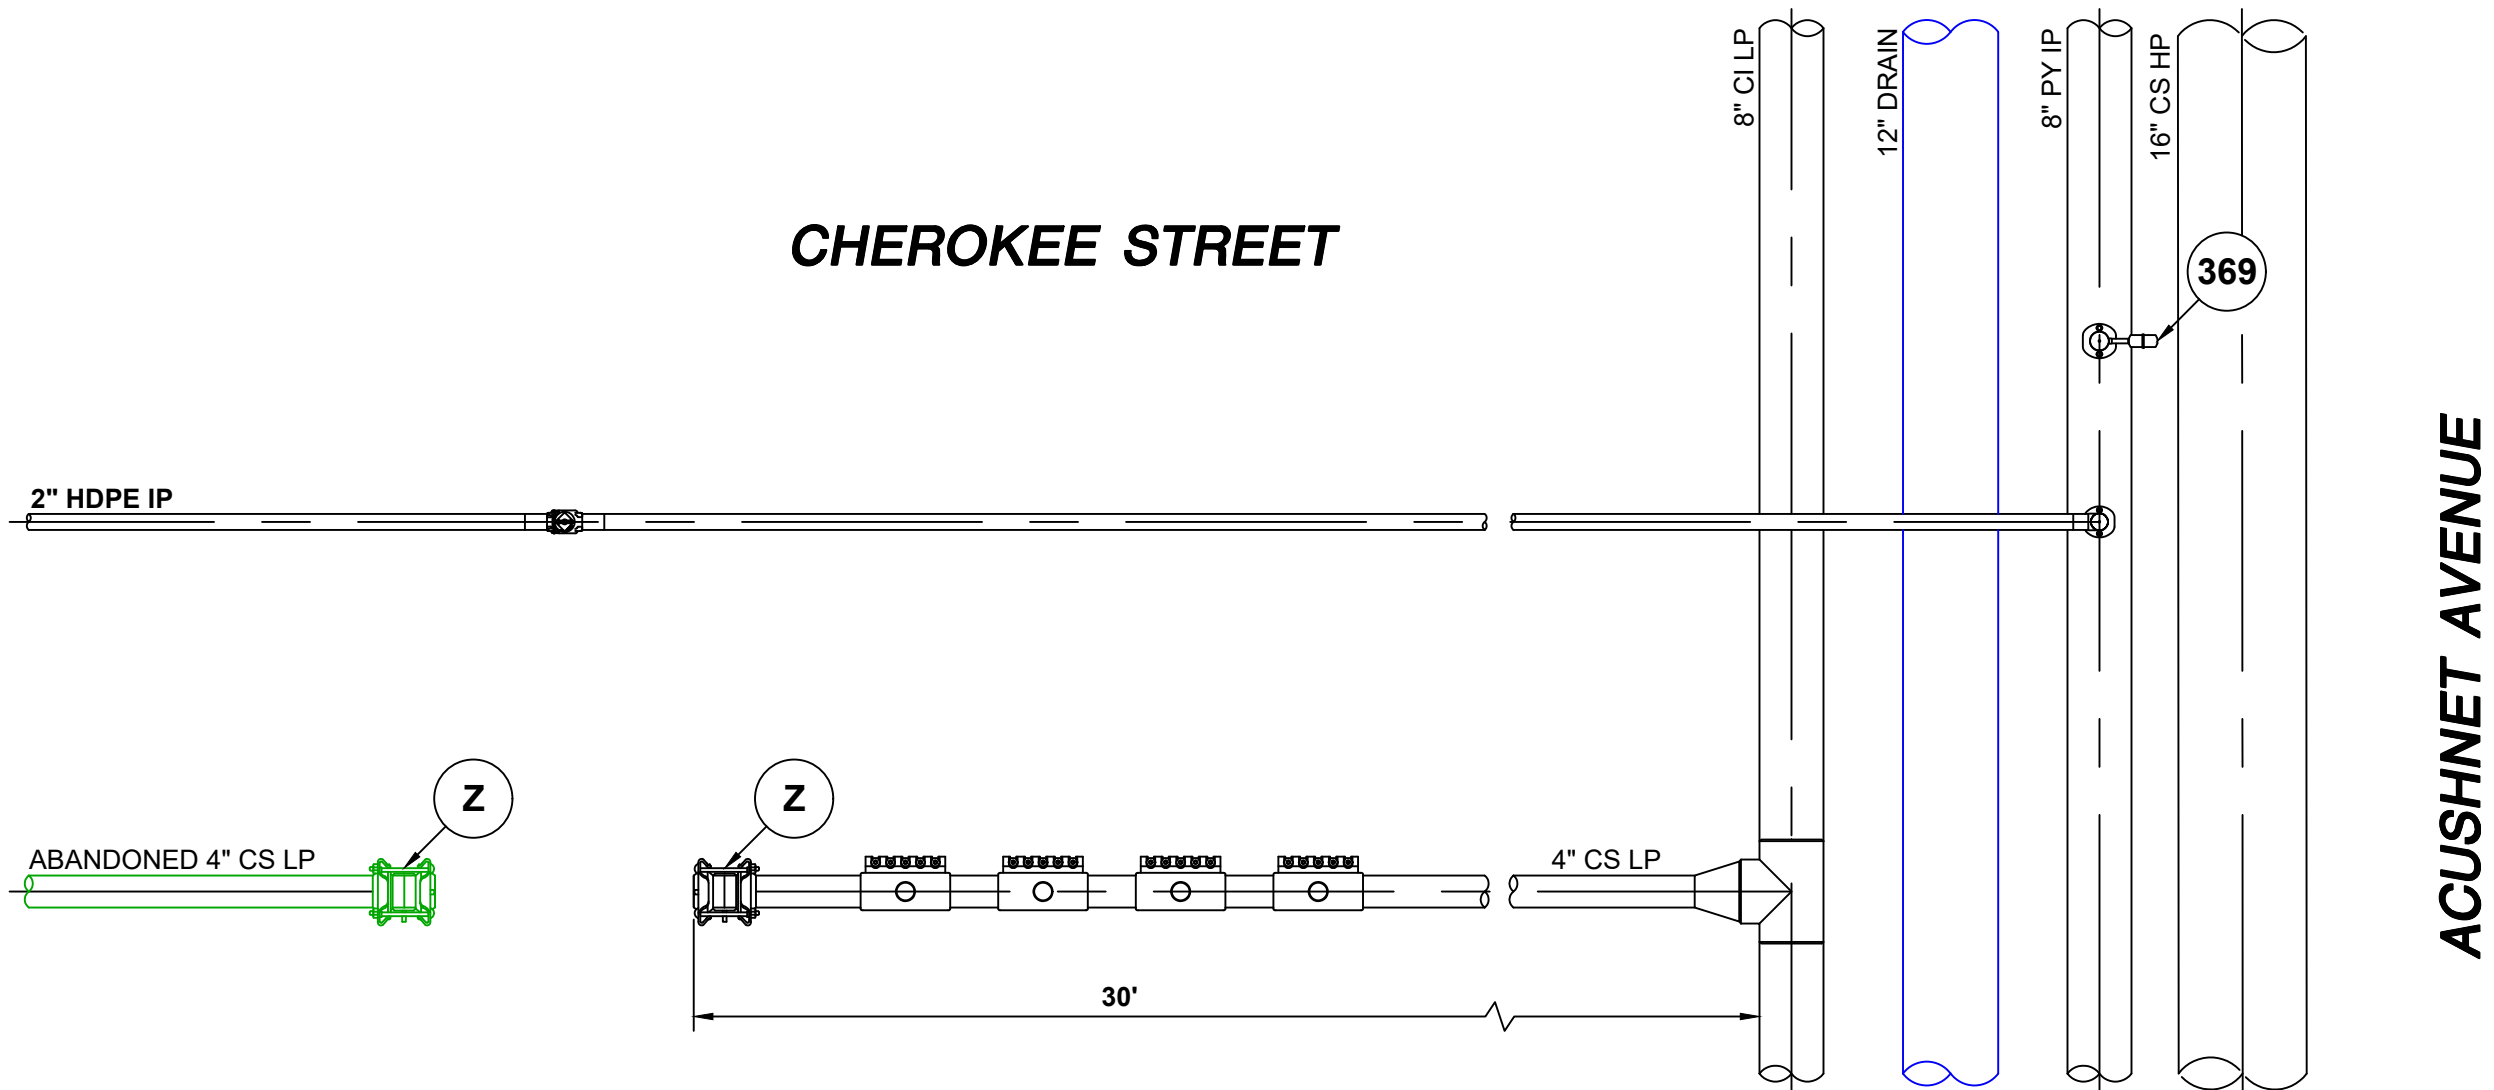 8" CI LP
12" DRAIN
8" PY IP
16" CS HP
CHEROKEE STREET
369
2" HDPE IP
ACUSHNET AVENUE
Z
Z
ABANDONED 4" CS LP
4" CS LP
30'